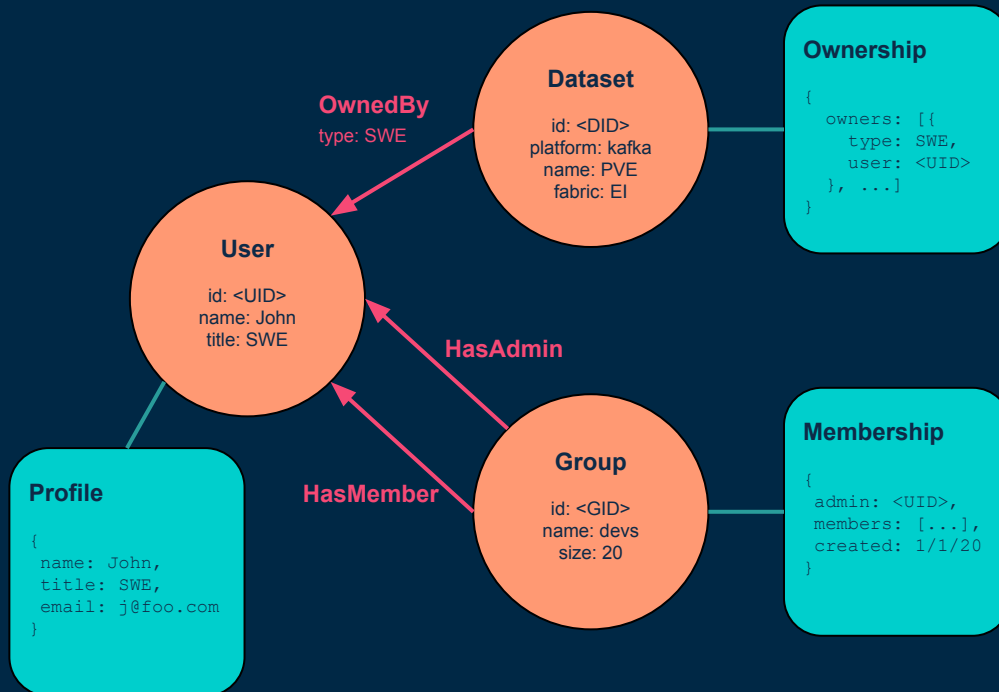 Dataset
id: <DID>
platform: kafka
name: PVE
fabric: EI
Ownership
{
  owners: [{
    type: SWE,
    user: <UID>
  }, ...]
}
OwnedBy
type: SWE
User
id: <UID>
name: John
title: SWE
HasAdmin
HasMember
Group
id: <GID>
name: devs
size: 20
Membership
{
 admin: <UID>,
 members: [...],
 created: 1/1/20
}
Profile
{
 name: John,
 title: SWE,
 email: j@foo.com
}